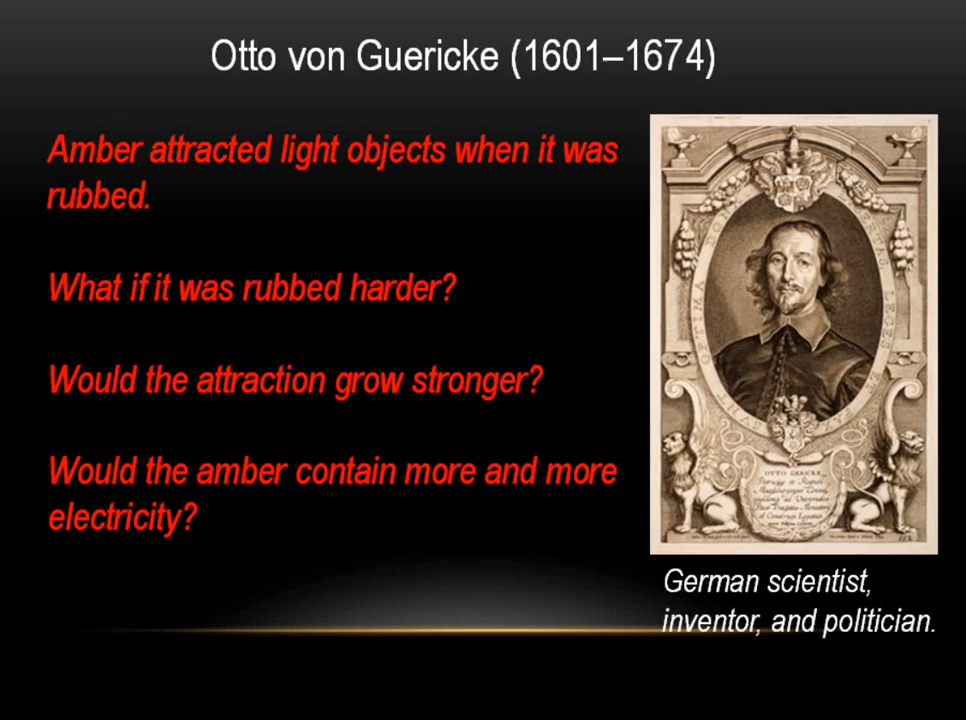 Otto von Guericke (1601–1674)
Amber attracted light objects when it was
rubbed.
What if it was rubbed harder?
Would the attraction grow stronger?
Would the amber contain more and more
electricity?
OTTO GERICKE
German scientist,
inventor, and politician.